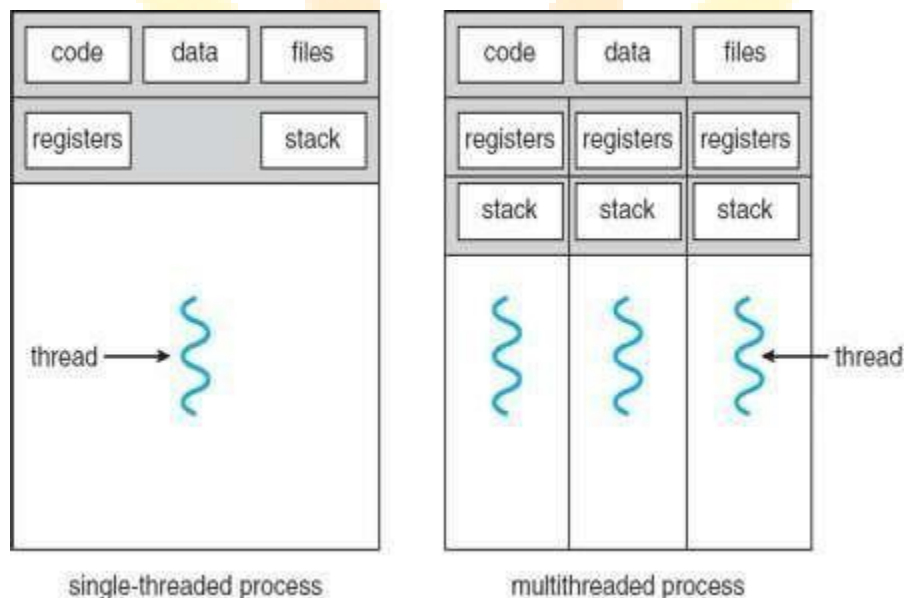 code data files code data files
registers stack registers registers registers
stack stack stack
thread thread
single-threaded process multithreaded process